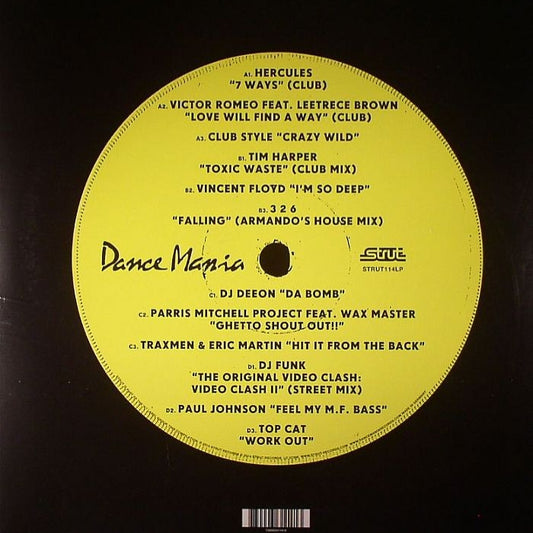 A1. HERCULES
"7 WAYS" (CLUB)
A2. VICTOR ROMEO FEAT. LEETRECE BROWN
"LOVE WILL FIND A WAY" (CLUB)
A3. CLUB STYLE "CRAZY WILD"
B1. TIM HARPER
"TOXIC WASTE" (CLUB MIX)
B2. VINCENT FLOYD "I'M SO DEEP"
B3. 3 2 6
"FALLING" (ARMANDO'S HOUSE MIX)
Dance Mania
strut
STRUT114LP
C1. DJ DEEON "DA BOMB"
C2. PARRIS MITCHELL PROJECT FEAT. WAX MASTER
"GHETTO SHOUT OUT!!"
C3. TRAXMEN & ERIC MARTIN "HIT IT FROM THE BACK"
D1. DJ FUNK
"THE ORIGINAL VIDEO CLASH:
VIDEO CLASH II" (STREET MIX)
D2. PAUL JOHNSON "FEEL MY M.F. BASS"
D3. TOP CAT
"WORK OUT"